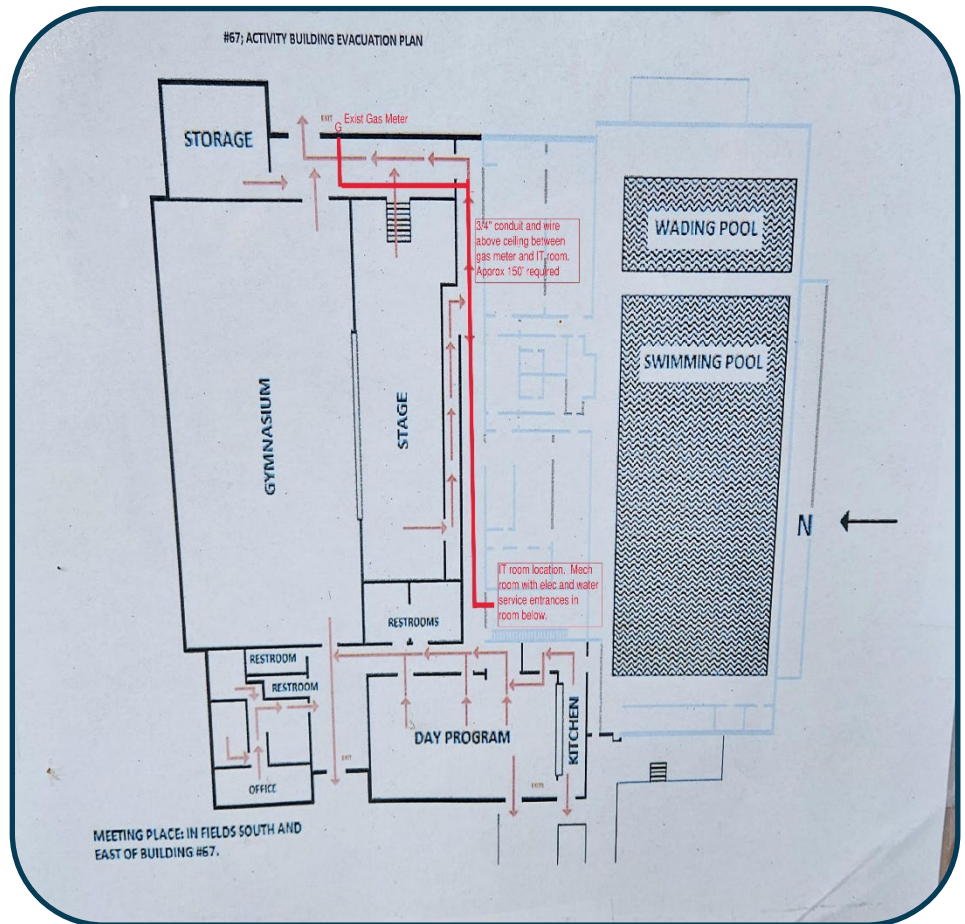 #67; ACTIVITY BUILDING EVACUATION PLAN
EXIT
Exist Gas Meter
G
STORAGE
3/4" conduit and wire
above ceiling between
gas meter and IT room.
Aprox 150' required
WADING POOL
SWIMMING POOL
GYMNASIUM
STAGE
N
IT room location. Mech
room with elec and water
service entrances in
room below.
RESTROOMS
RESTROOM
RESTROOM
DAY PROGRAM
KITCHEN
EXIT
OFFICE
EXITS
MEETING PLACE: IN FIELDS SOUTH AND
EAST OF BUILDING #67.